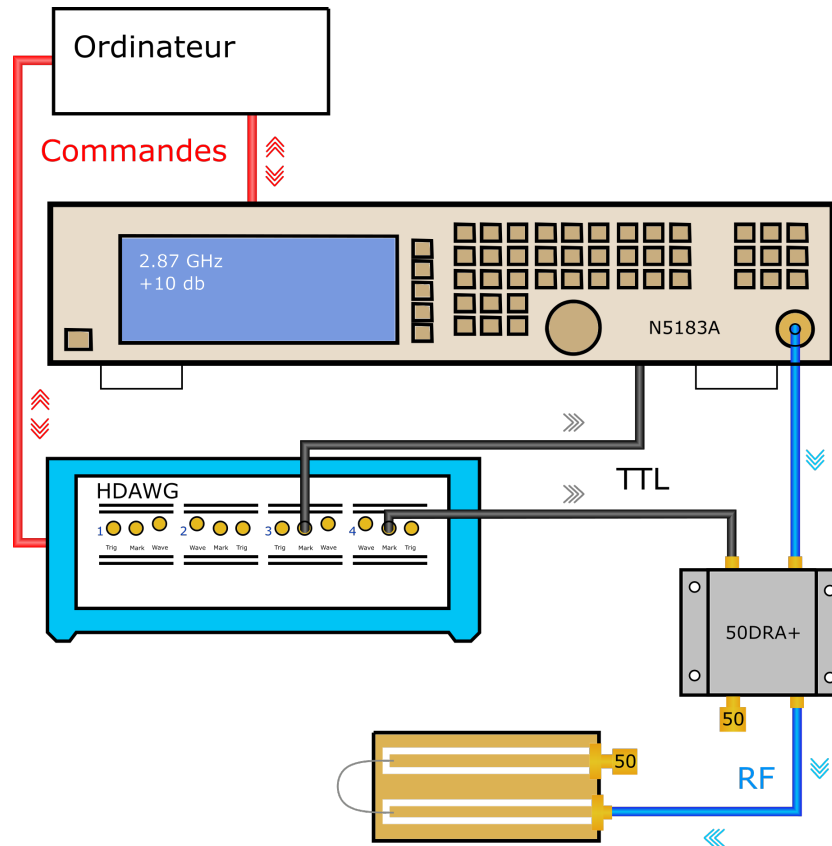 Ordinateur
Commandes
2.87 GHz
+10 db
N5183A
TTL
HDAWG
1 2 3 4
Trig Mark Wave Wave Mark Trig Trig Mark Wave Wave Mark Trig
50DRA+
50
50
RF